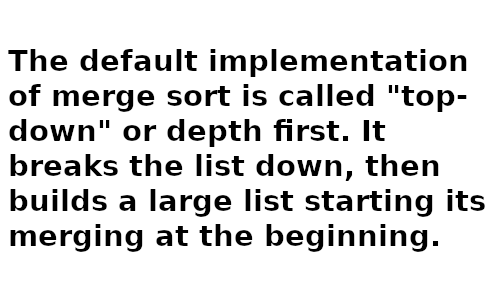 The default implementation
of merge sort is called "top-
down" or depth first. It
breaks the list down, then
builds a large list starting its
merging at the beginning.